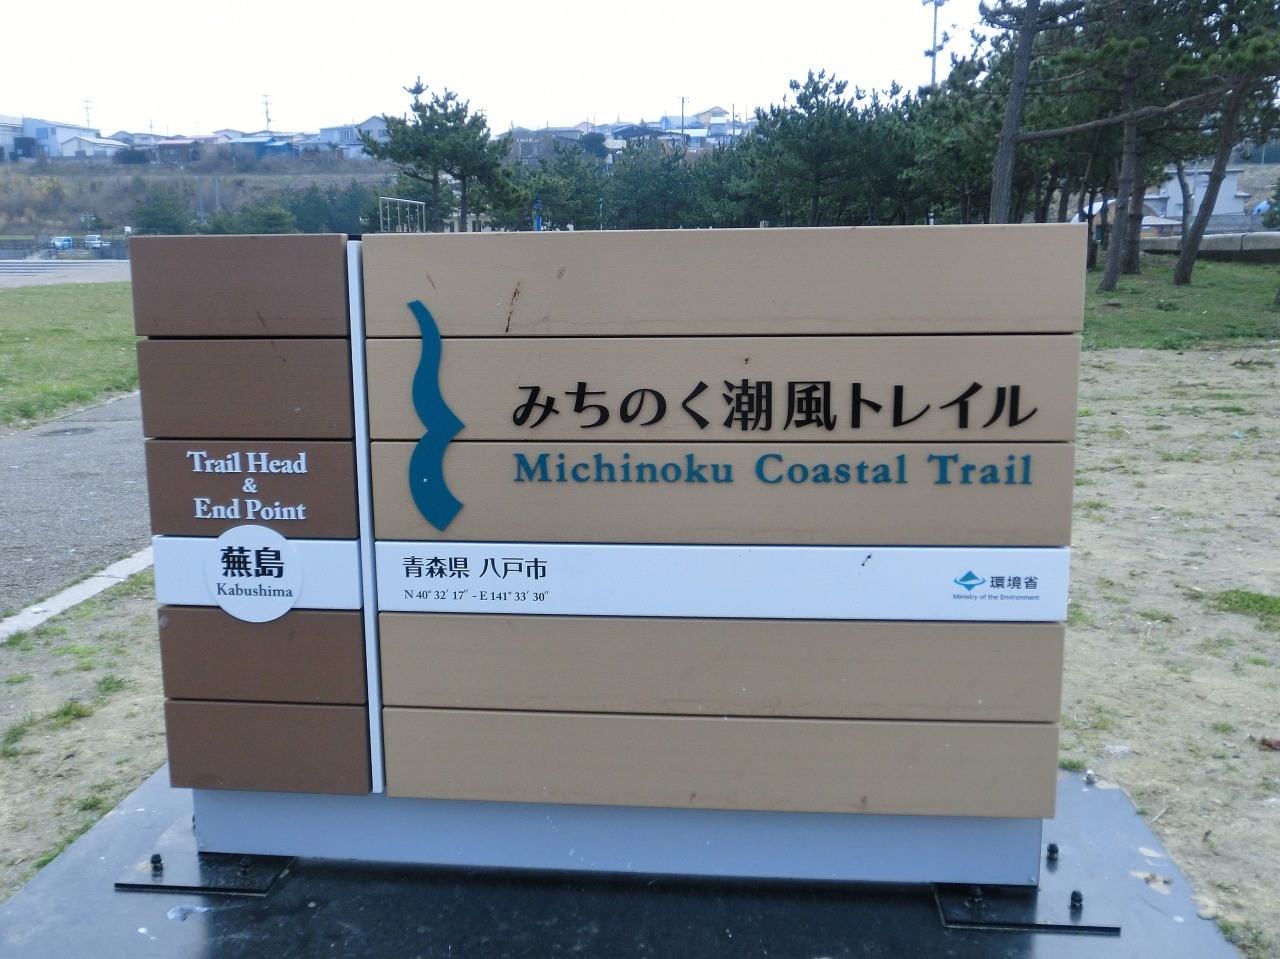 みちのく潮風トレイル
Michinoku Coastal Trail
Trail Head
&
End Point
蕪島
Kabushima
青森県 八戸市
N 40° 32′ 17″ - E 141° 33′ 30″
環境省
Ministry of the Environment